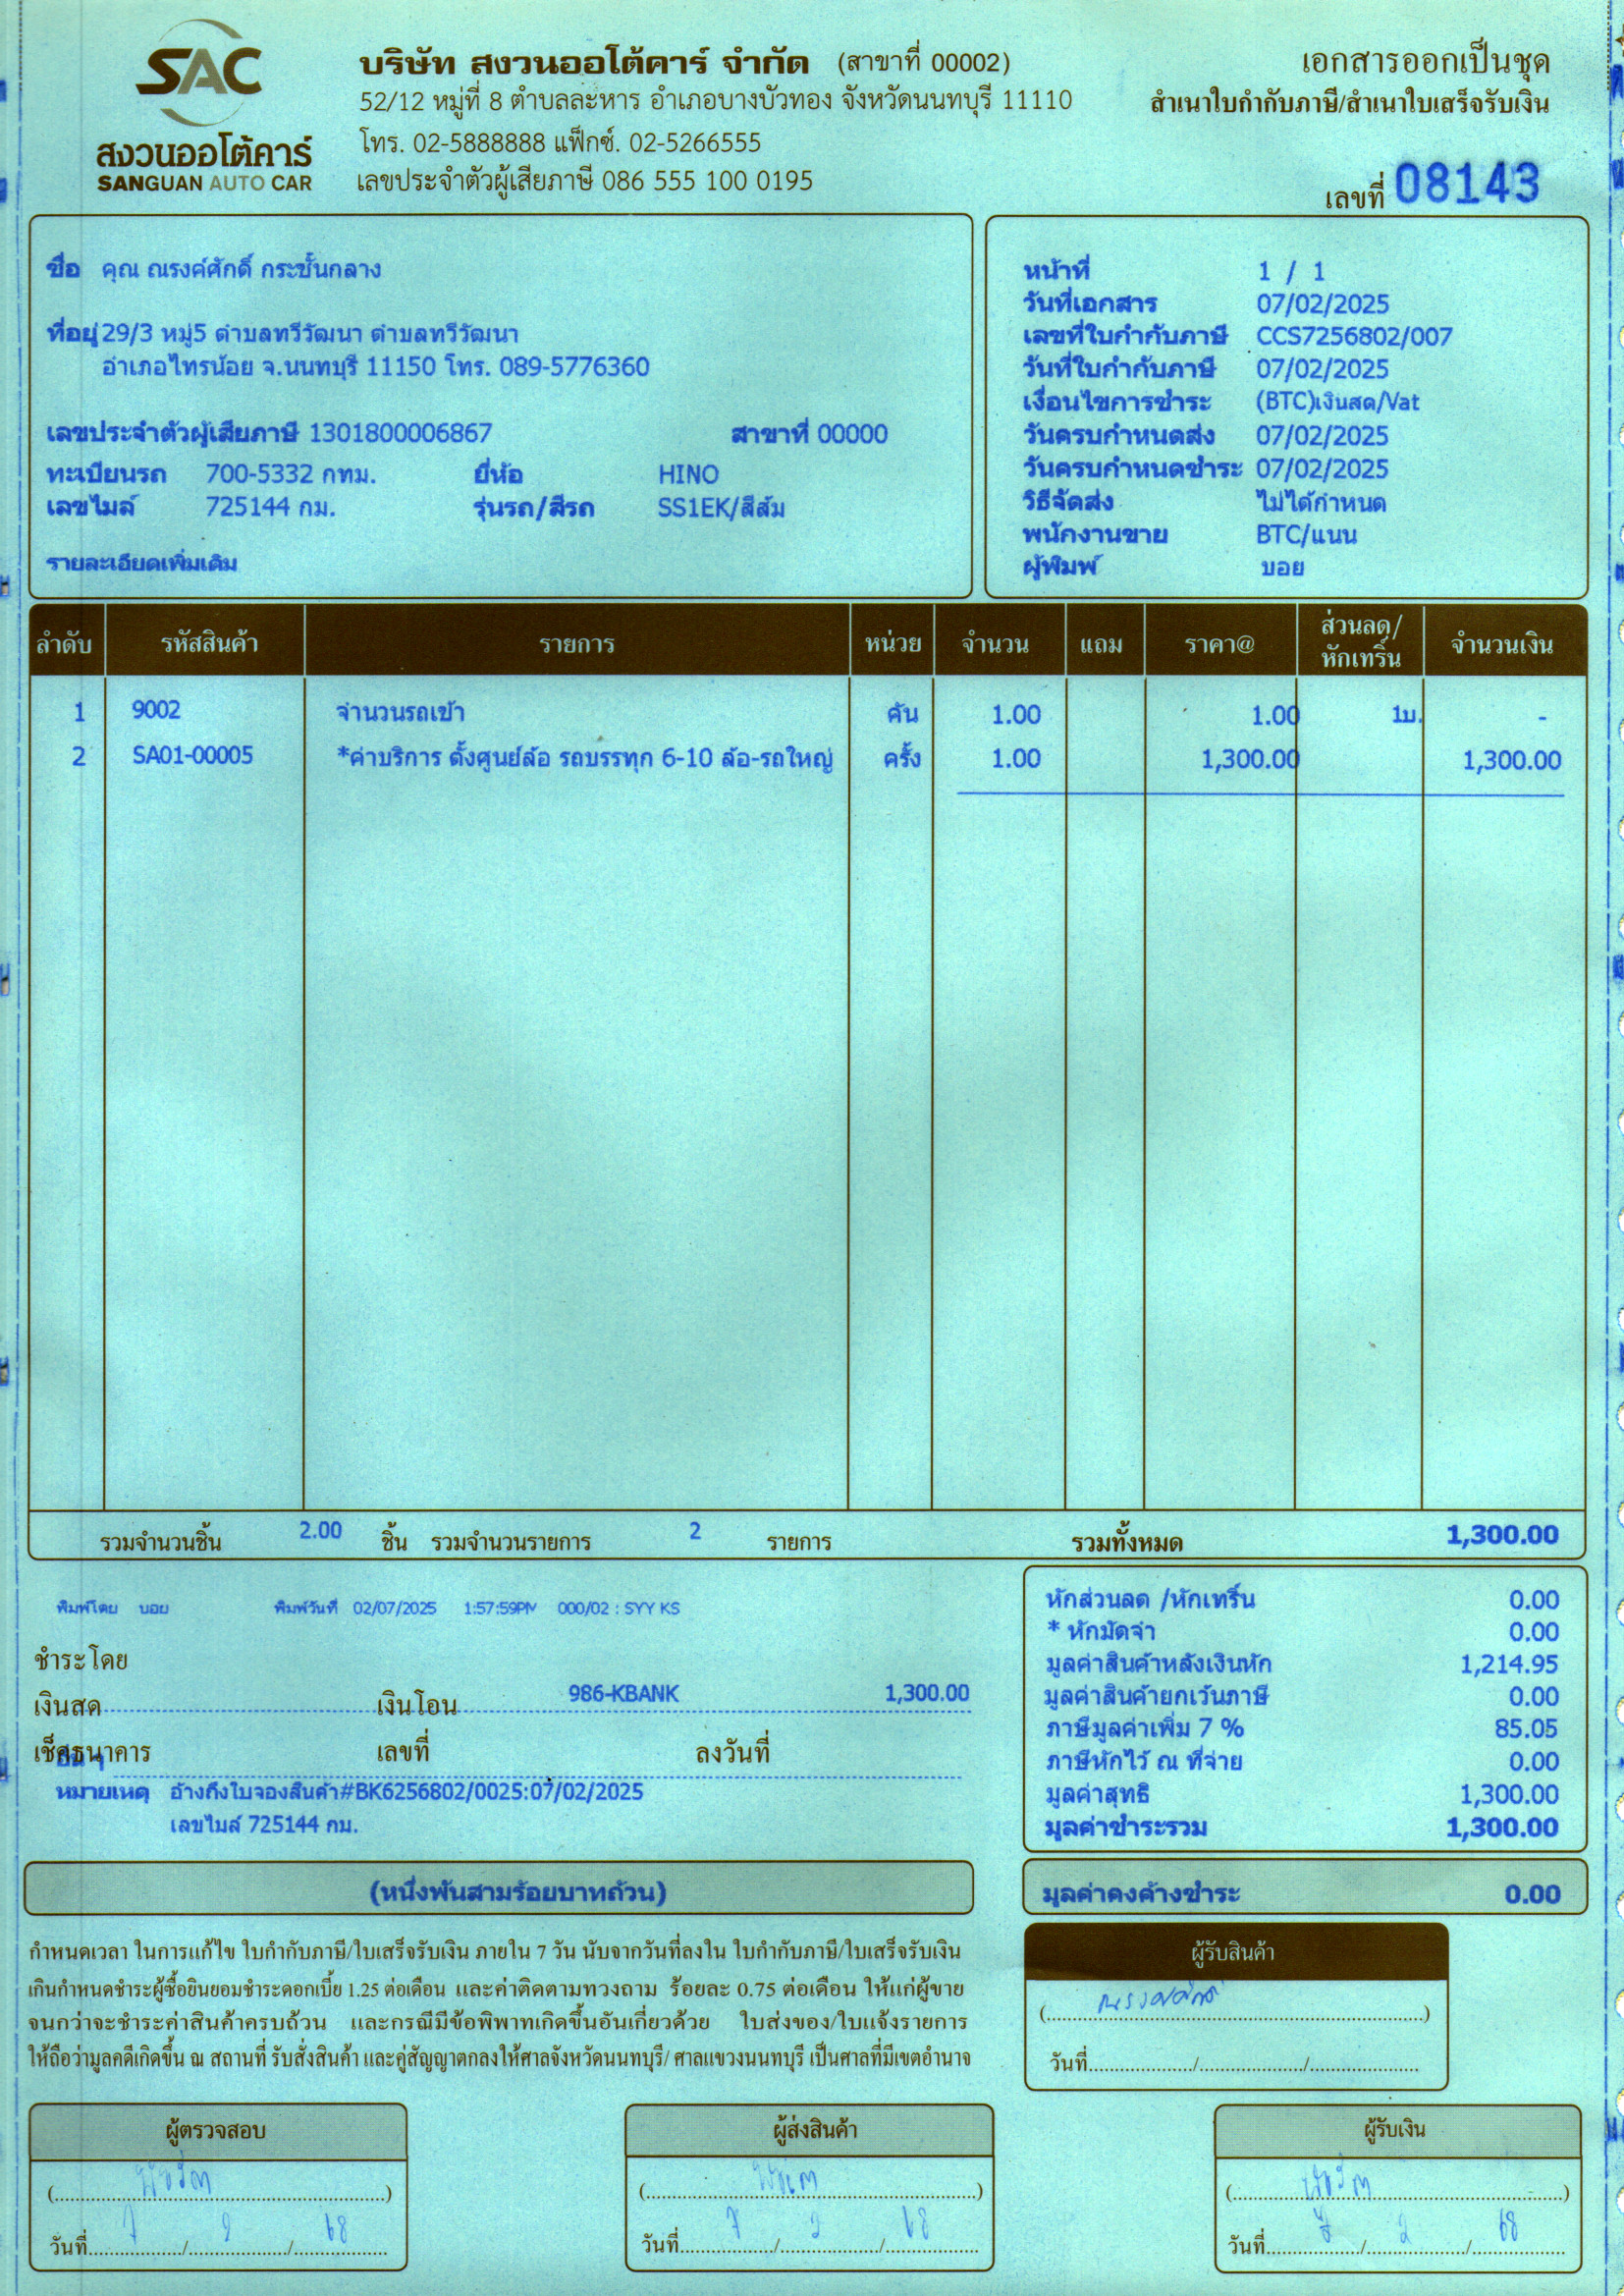 SAC
สงวนออโต้คาร์
SANGUAN AUTO CAR
บริษัท สงวนออโต้คาร์ จำกัด (สาขาที่ 00002)
52/12 หมู่ที่ 8 ตำบลละหาร อำเภอบางบัวทอง จังหวัดนนทบุรี 11110
โทร. 02-5888888 แฟ็กซ์. 02-5266555
เลขประจำตัวผู้เสียภาษี 086 555 100 0195
เอกสารออกเป็นชุด
สำเนาใบกำกับภาษี/สำเนาใบเสร็จรับเงิน
เลขที่ 08143
ชื่อ คุณ ณรงค์ศักดิ์ กระชั้นกลาง
ที่อยู่ 29/3 หมู่5 ตำบลทวีวัฒนา ตำบลทวีวัฒนา
อำเภอไทรน้อย จ.นนทบุรี 11150 โทร. 089-5776360
เลขประจำตัวผู้เสียภาษี 1301800006867 สาขาที่ 00000
ทะเบียนรถ 700-5332 กทม. ยี่ห้อ HINO
เลขไมล์ 725144 กม. รุ่นรถ/สีรถ SS1EK/สีส้ม
รายละเอียดเพิ่มเติม
หน้าที่ 1 / 1
วันที่เอกสาร 07/02/2025
เลขที่ใบกำกับภาษี CCS7256802/007
วันที่ใบกำกับภาษี 07/02/2025
เงื่อนไขการชำระ (BTC)เงินสด/Vat
วันครบกำหนดส่ง 07/02/2025
วันครบกำหนดชำระ 07/02/2025
วิธีจัดส่ง ไม่ได้กำหนด
พนักงานขาย BTC/แนน
ผู้พิมพ์ บอย
ลำดับ รหัสสินค้า รายการ หน่วย จำนวน แถม ราคา@ ส่วนลด/หักเทริ์น จำนวนเงิน
1 9002 จำนวนรถเข้า คัน 1.00 1.00 1บ. -
2 SA01-00005 *ค่าบริการ ตั้งศูนย์ล้อ รถบรรทุก 6-10 ล้อ-รถใหญ่ ครั้ง 1.00 1,300.00 1,300.00
รวมจำนวนชิ้น 2.00 ชิ้น รวมจำนวนรายการ 2 รายการ รวมทั้งหมด 1,300.00
พิมพ์โดย บอย พิมพ์วันที่ 02/07/2025 1:57:59PM 000/02 : SYY KS
ชำระโดย
เงินสด เงินโอน 986-KBANK 1,300.00
เช็คธนาคาร เลขที่ ลงวันที่
อื่น ๆ
หมายเหตุ อ้างถึงใบจองสินค้า#BK6256802/0025:07/02/2025
เลขไมล์ 725144 กม.
หักส่วนลด /หักเทริ์น 0.00
* หักมัดจำ 0.00
มูลค่าสินค้าหลังเงินหัก 1,214.95
มูลค่าสินค้ายกเว้นภาษี 0.00
ภาษีมูลค่าเพิ่ม 7 % 85.05
ภาษีหักไว้ ณ ที่จ่าย 0.00
มูลค่าสุทธิ 1,300.00
มูลค่าชำระรวม 1,300.00
(หนึ่งพันสามร้อยบาทถ้วน)
มูลค่าคงค้างชำระ 0.00
กำหนดเวลา ในการแก้ไข ใบกำกับภาษี/ใบเสร็จรับเงิน ภายใน 7 วัน นับจากวันที่ลงใน ใบกำกับภาษี/ใบเสร็จรับเงิน
เกินกำหนดชำระผู้ซื้อยินยอมชำระดอกเบี้ย 1.25 ต่อเดือน และค่าติดตามทวงถาม ร้อยละ 0.75 ต่อเดือน ให้แก่ผู้ขาย
จนกว่าจะชำระค่าสินค้าครบถ้วน และกรณีมีข้อพิพาทเกิดขึ้นอันเกี่ยวด้วย ใบส่งของ/ใบแจ้งรายการ
ให้ถือว่ามูลคดีเกิดขึ้น ณ สถานที่ รับสั่งสินค้า และคู่สัญญาตกลงให้ศาลจังหวัดนนทบุรี/ ศาลแขวงนนทบุรี เป็นศาลที่มีเขตอำนาจ
ผู้รับสินค้า
(ณรงค์ศักดิ์)
วันที่ / /
ผู้ตรวจสอบ
วันที่ 7 / 2 / 68
ผู้ส่งสินค้า
วันที่ 7 / 2 / 68
ผู้รับเงิน
วันที่ / 2 / 68